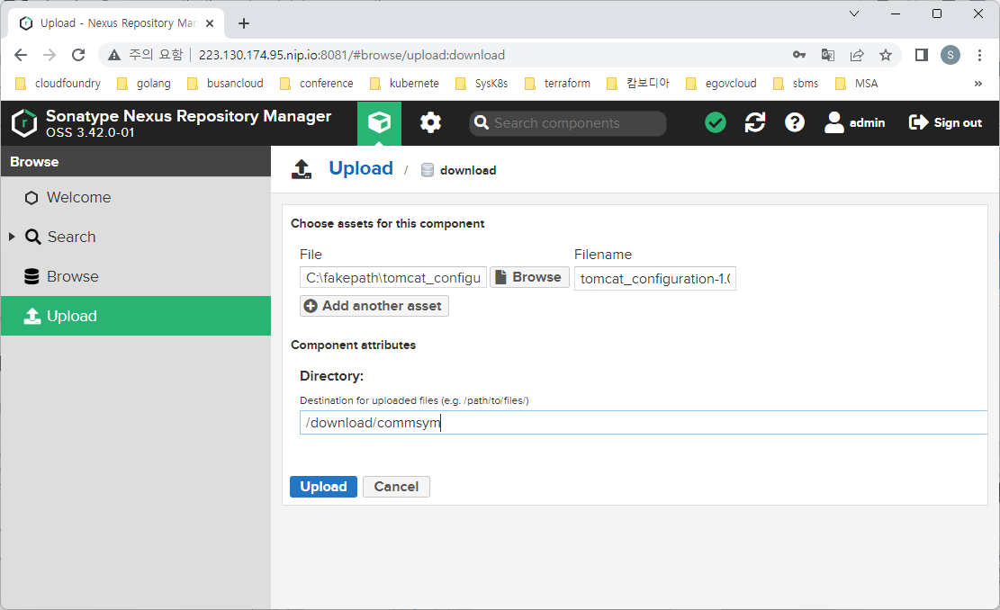 Upload - Nexus Repository Man
주의 요함 223.130.174.95.nip.io:8081/#browse/upload:download S
cloudfoundry golang busancloud conference kubernete SysK8s terraform 캄보디아 egovcloud sbms MSA »
Sonatype Nexus Repository Manager
OSS 3.42.0-01
Search components
admin
Sign out
Browse
Welcome
Search
Browse
Upload
Upload / download
Choose assets for this component
File Filename
C:\fakepath\tomcat_configu Browse tomcat_configuration-1.
Add another asset
Component attributes
Directory:
Destination for uploaded files (e.g. /path/to/files/)
/download/commsym
Upload Cancel